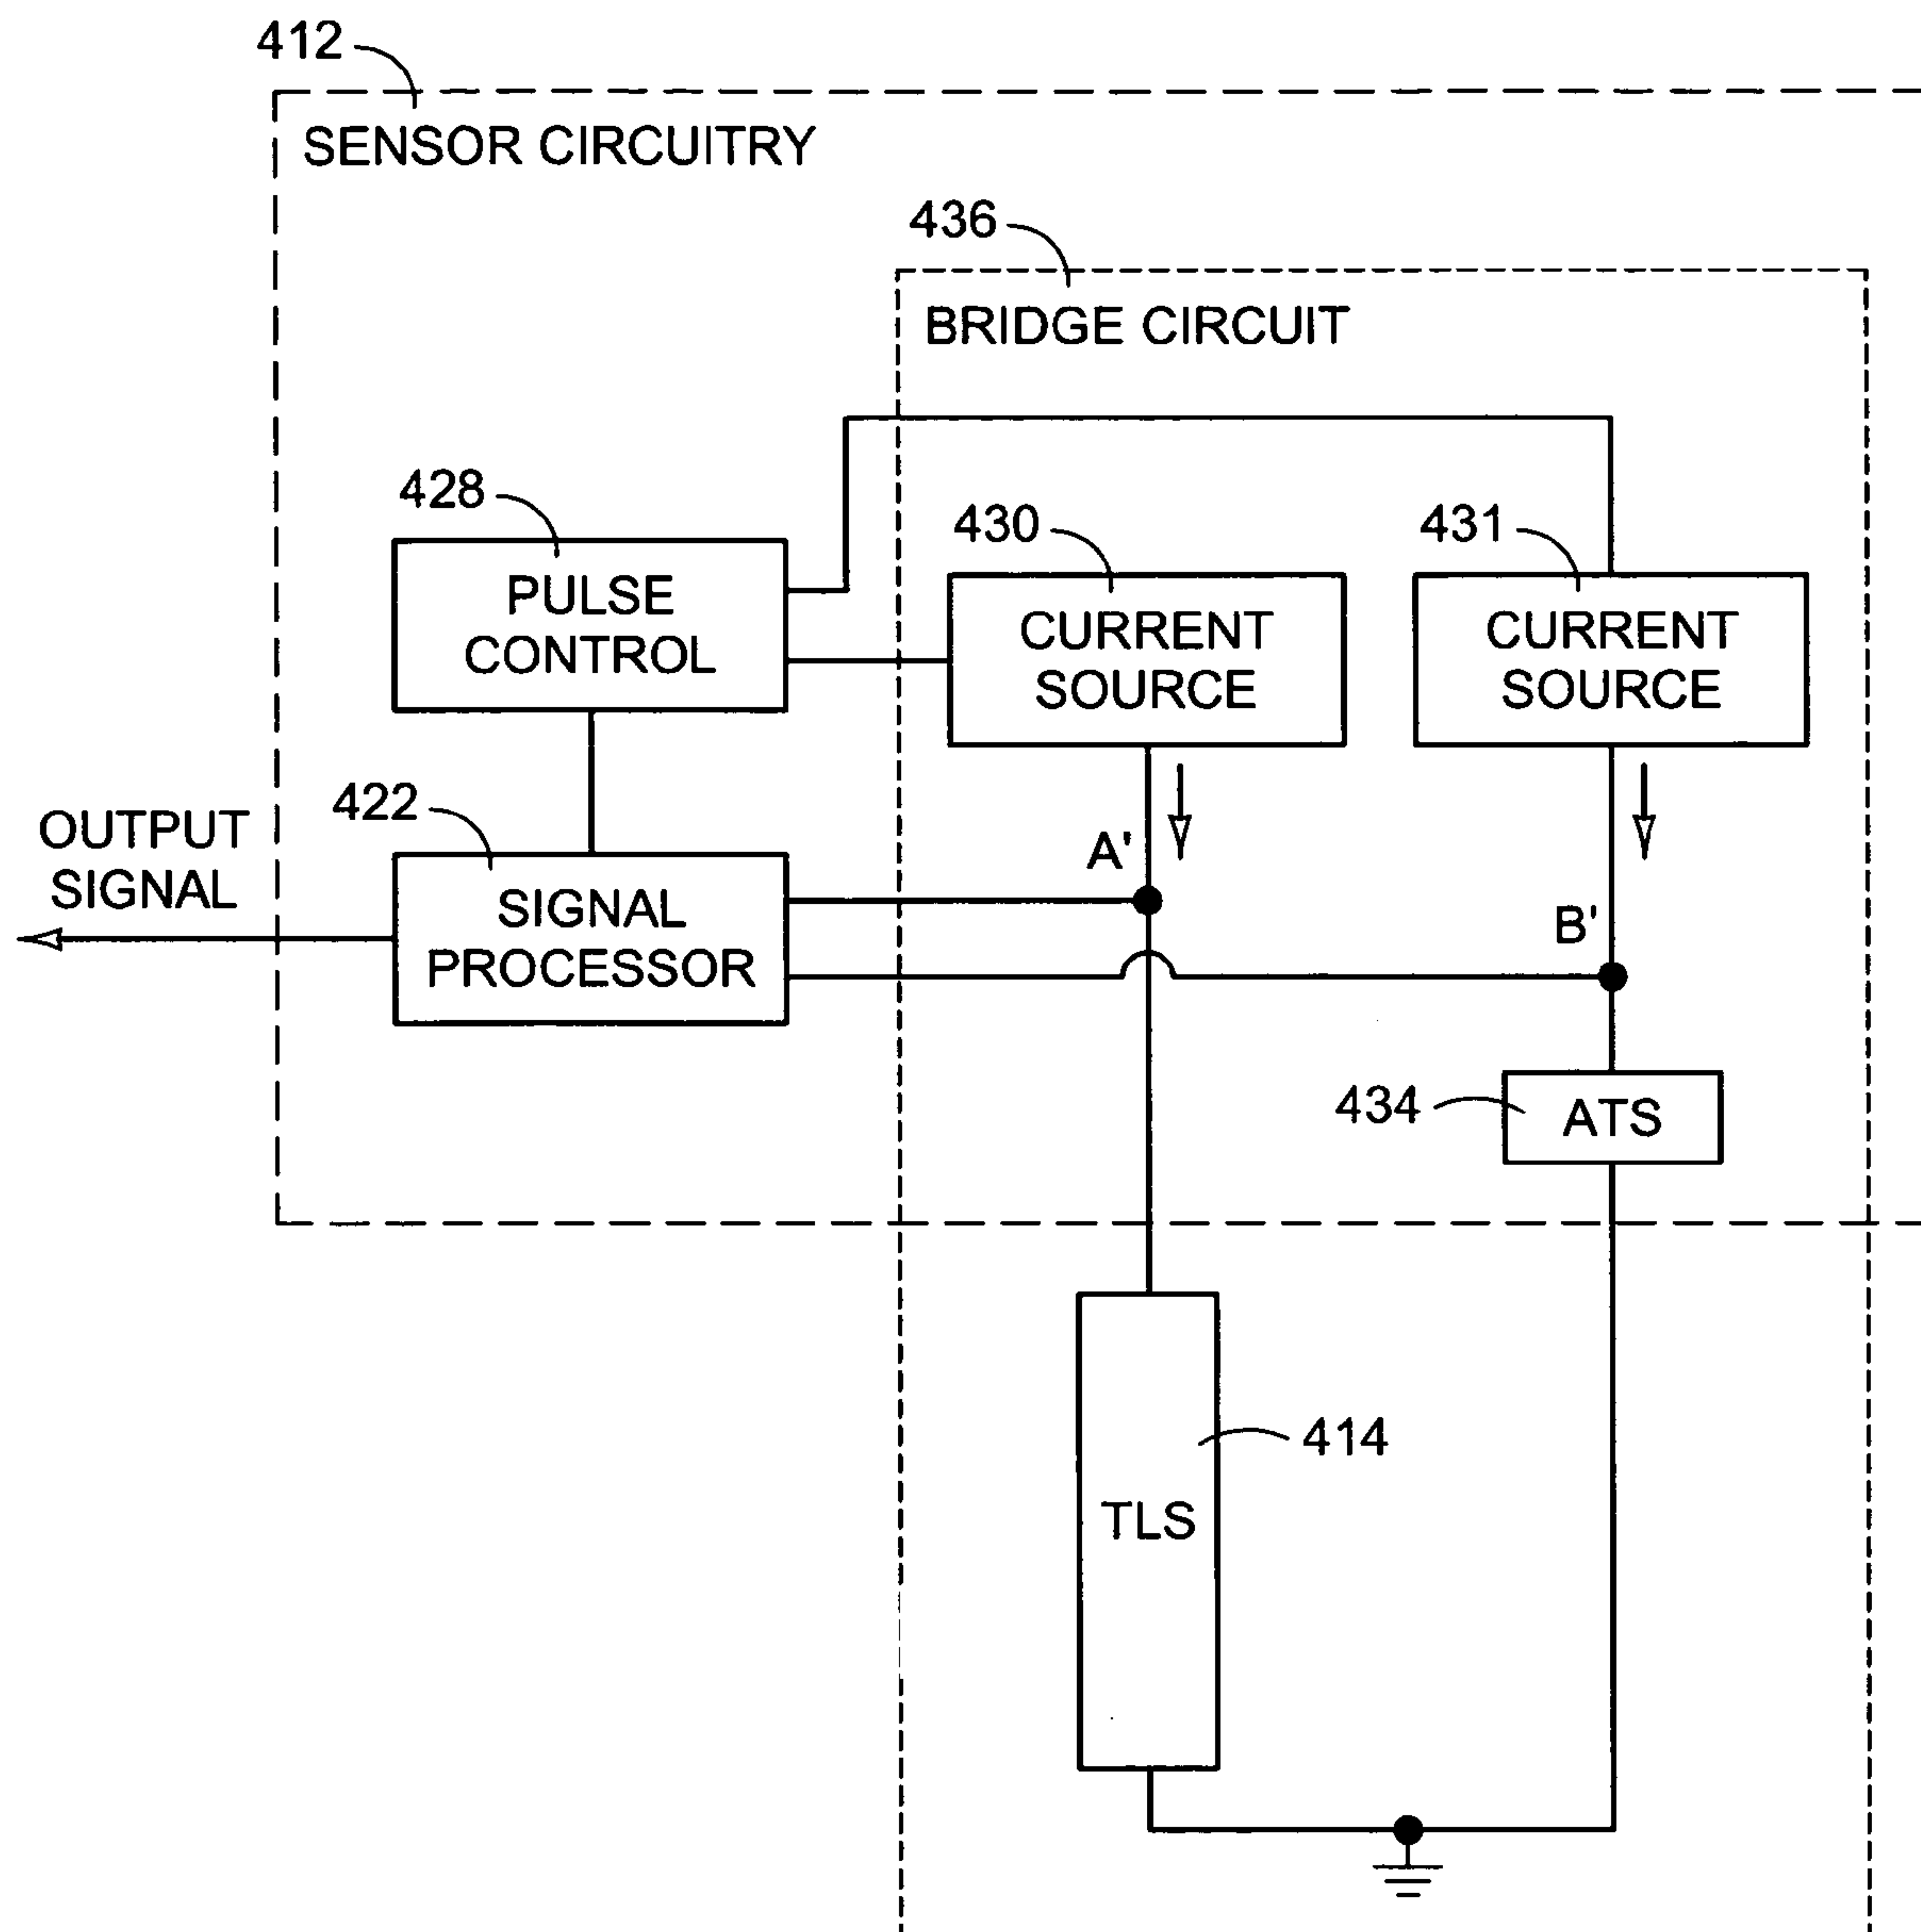 412
SENSOR CIRCUITRY
436
BRIDGE CIRCUIT
428
PULSE
CONTROL
430
CURRENT
SOURCE
431
CURRENT
SOURCE
OUTPUT
SIGNAL
422
SIGNAL
PROCESSOR
A'
B'
434
ATS
414
TLS